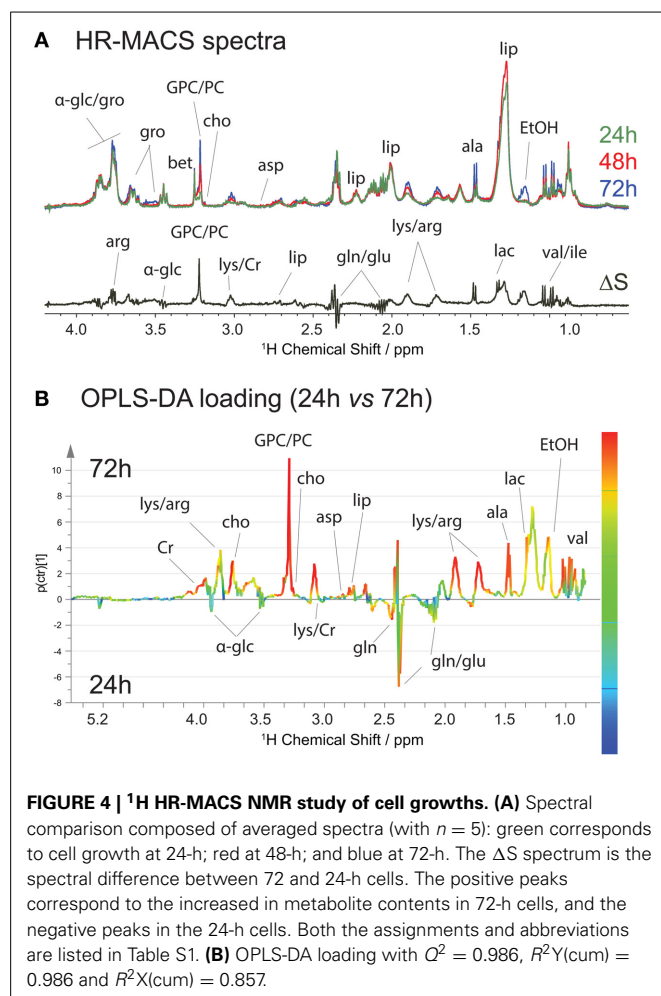 A HR-MACS spectra
lip
α-glc/gro
GPC/PC
cho
gro
bet
asp
lip
lip
ala
EtOH
24h
48h
72h
arg
α-glc
GPC/PC
lys/Cr
lip
gln/glu
lys/arg
lac
val/ile
ΔS
4.0 3.5 3.0 2.5 2.0 1.5 1.0
¹H Chemical Shift / ppm
B OPLS-DA loading (24h vs 72h)
72h
GPC/PC
cho
lys/arg
cho
Cr
asp
lip
lys/arg
ala
lac
EtOH
val
α-glc
lys/Cr
gln
gln/glu
24h
p(ctr)[1]
10
8
6
4
2
0
-2
-4
-6
-8
5.2 4.0 3.5 3.0 2.5 2.0 1.5 1.0
¹H Chemical Shift / ppm
FIGURE 4 | ¹H HR-MACS NMR study of cell growths. (A) Spectral
comparison composed of averaged spectra (with n = 5): green corresponds
to cell growth at 24-h; red at 48-h; and blue at 72-h. The ΔS spectrum is the
spectral difference between 72 and 24-h cells. The positive peaks
correspond to the increased in metabolite contents in 72-h cells, and the
negative peaks in the 24-h cells. Both the assignments and abbreviations
are listed in Table S1. (B) OPLS-DA loading with Q² = 0.986, R²Y(cum) =
0.986 and R²X(cum) = 0.857.